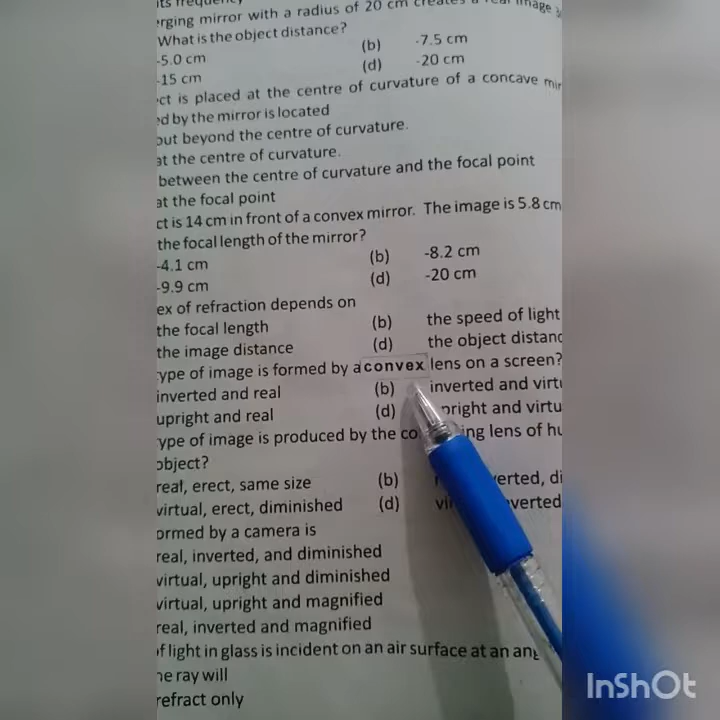 its frequency
erging mirror with a radius of 20 cm creates a real image
What is the object distance?
-5.0 cm (b) -7.5 cm
-15 cm (d) -20 cm
ct is placed at the centre of curvature of a concave mir
ed by the mirror is located
out beyond the centre of curvature.
at the centre of curvature.
between the centre of curvature and the focal point
at the focal point
ct is 14 cm in front of a convex mirror. The image is 5.8 cm
the focal length of the mirror?
-4.1 cm (b) -8.2 cm
-9.9 cm (d) -20 cm
ex of refraction depends on
the focal length (b) the speed of light
the image distance (d) the object distanc
ype of image is formed by a convex lens on a screen?
inverted and real (b) inverted and virtu
upright and real (d) pright and virtu
ype of image is produced by the co ing lens of hu
object?
real, erect, same size (b) verted, di
virtual, erect, diminished (d) vi verted
ormed by a camera is
real, inverted, and diminished
virtual, upright and diminished
virtual, upright and magnified
real, inverted and magnified
of light in glass is incident on an air surface at an ang
he ray will
refract only
InShOt